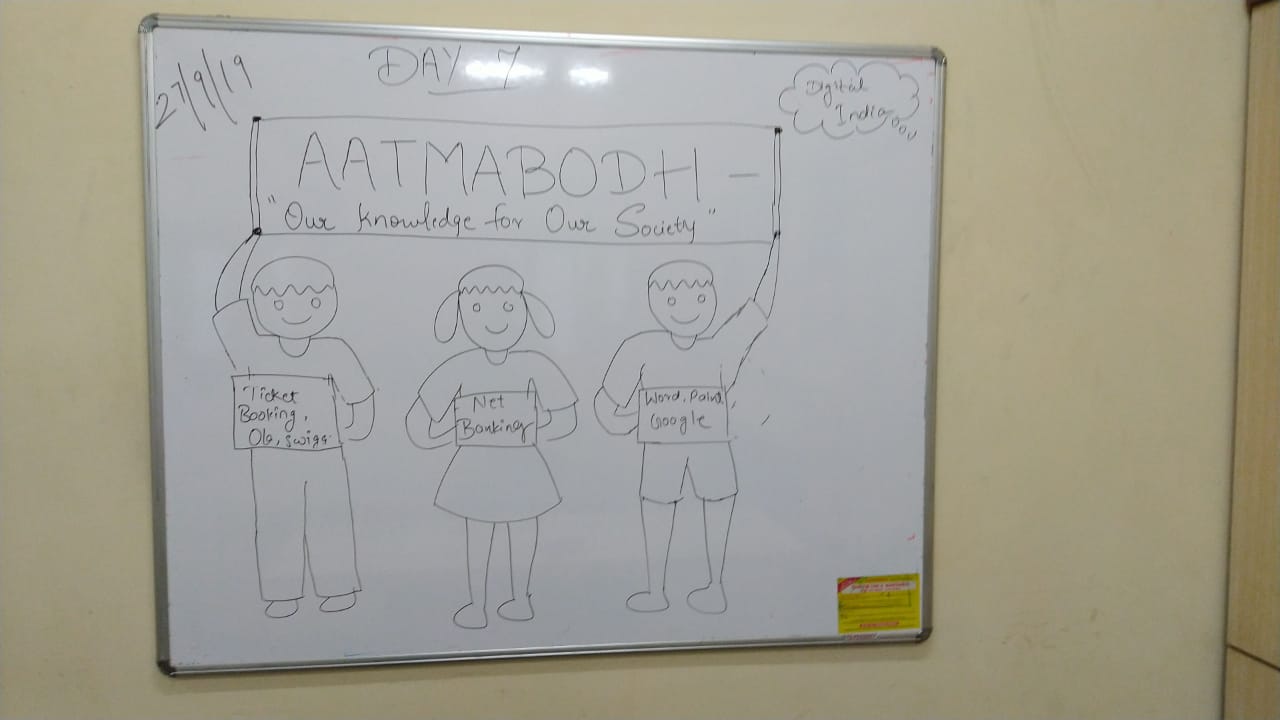 27/9/19
DAY 7
Digital
India
AATMABODH -
"Our knowledge for Our Society"
Ticket
Booking,
Ola, Swigg
Net
Banking
Word, Paint
Google